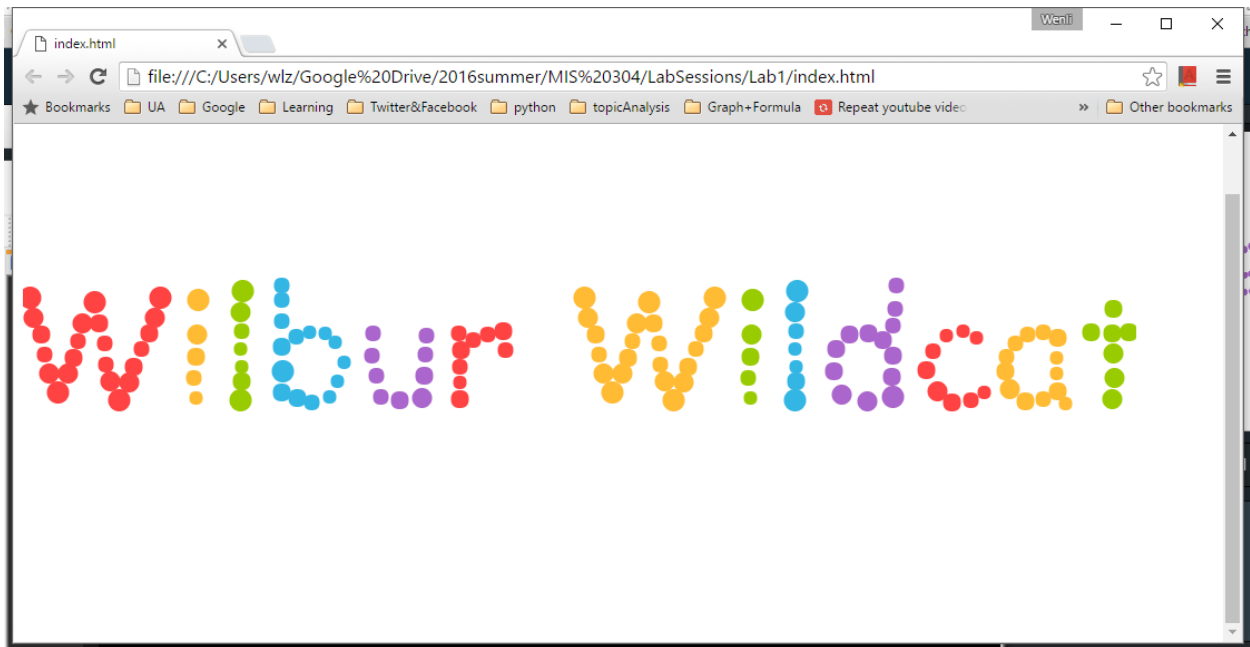 Wenli
index.html
file:///C:/Users/wlz/Google%20Drive/2016summer/MIS%20304/LabSessions/Lab1/index.html
Bookmarks UA Google Learning Twitter&Facebook python topicAnalysis Graph+Formula Repeat youtube video » Other bookmarks
Wilbur Wildcat